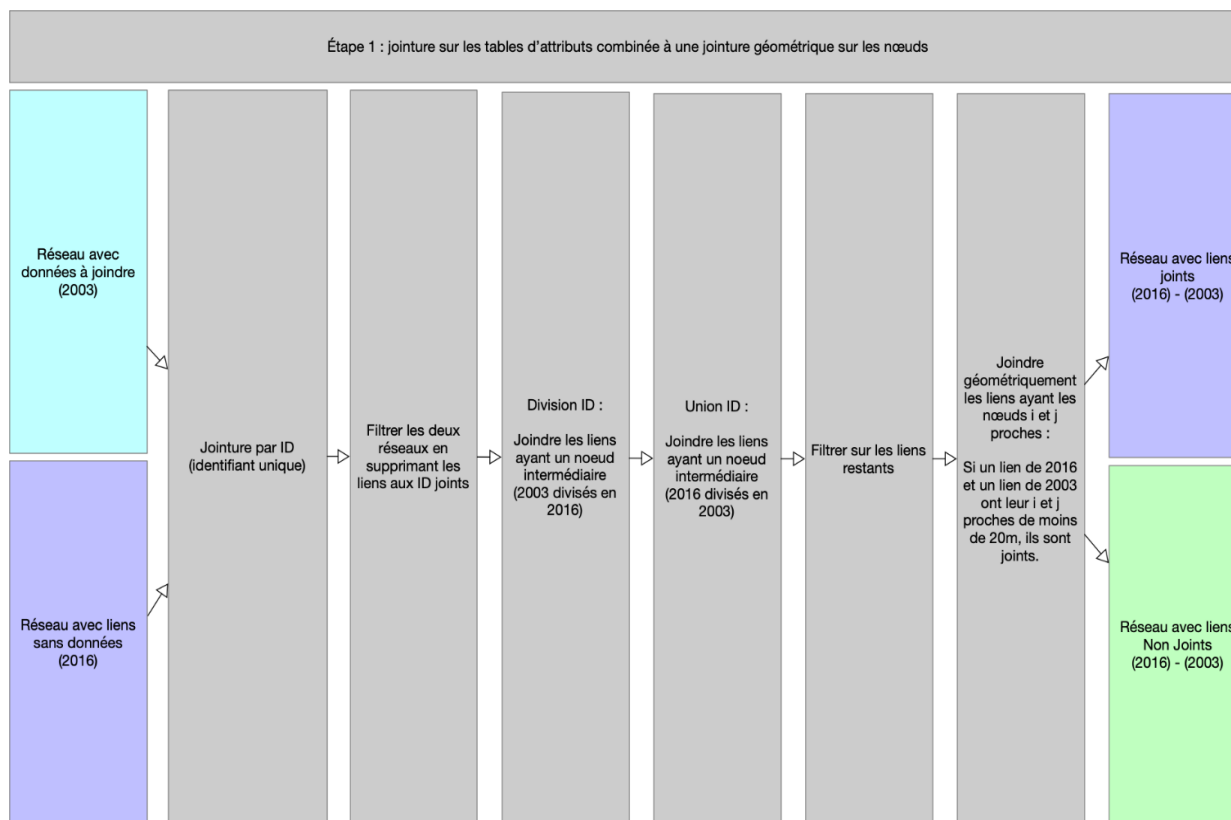 Étape 1 : jointure sur les tables d'attributs combinée à une jointure géométrique sur les nœuds
Réseau avec
données à joindre
(2003)
Réseau avec liens
sans données
(2016)
Jointure par ID
(identifiant unique)
Filtrer les deux
réseaux en
supprimant les
liens aux ID joints
Division ID :
Joindre les liens
ayant un noeud
intermédiaire
(2003 divisés en
2016)
Union ID :
Joindre les liens
ayant un noeud
intermédiaire
(2016 divisés en
2003)
Filtrer sur les liens
restants
Joindre
géométriquement
les liens ayant les
nœuds i et j
proches :
Si un lien de 2016
et un lien de 2003
ont leur i et j
proches de moins
de 20m, ils sont
joints.
Réseau avec liens
joints
(2016) - (2003)
Réseau avec liens
Non Joints
(2016) - (2003)